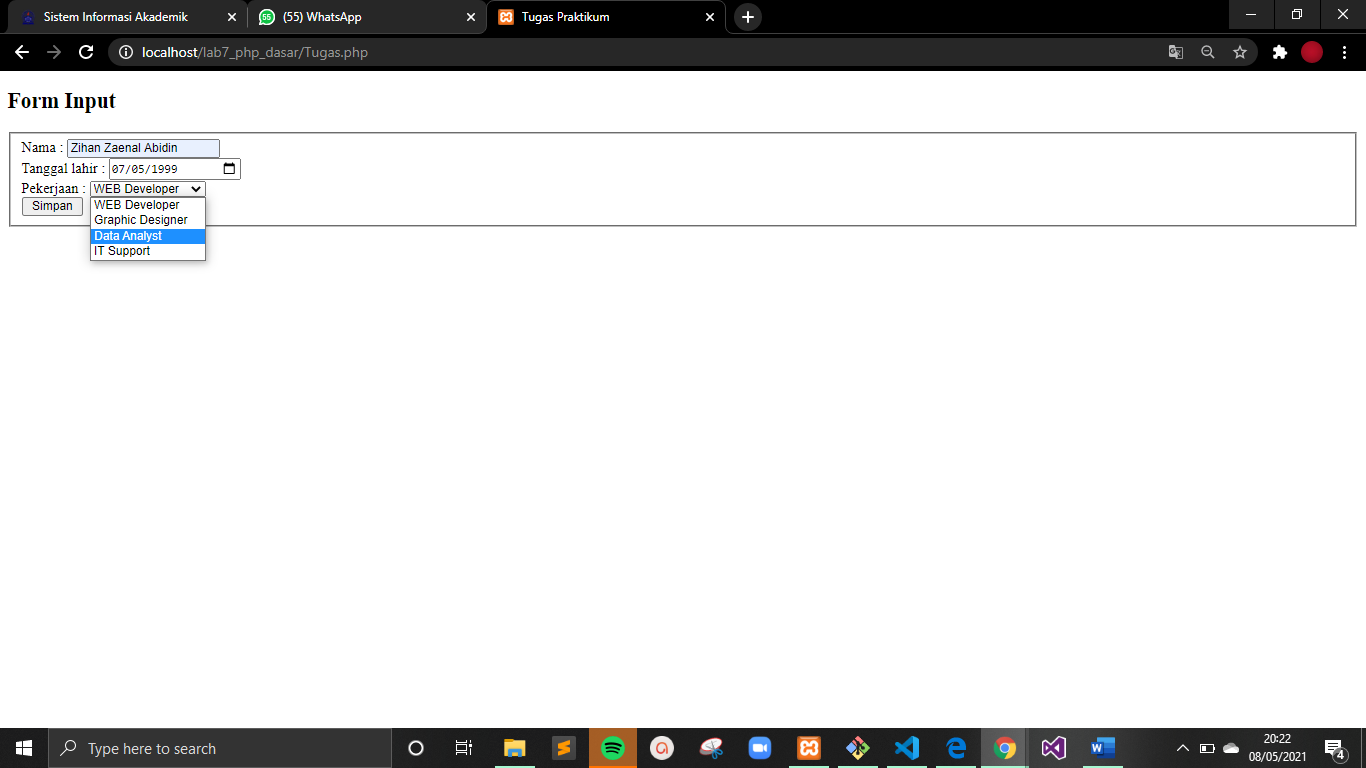 Sistem Informasi Akademik
55
(55) WhatsApp
Tugas Praktikum
localhost/lab7_php_dasar/Tugas.php
Form Input
Nama : Zihan Zaenal Abidin
Tanggal lahir : 07/05/1999
Pekerjaan : WEB Developer
Simpan
WEB Developer
Graphic Designer
Data Analyst
IT Support
Type here to search
20:22
08/05/2021
4